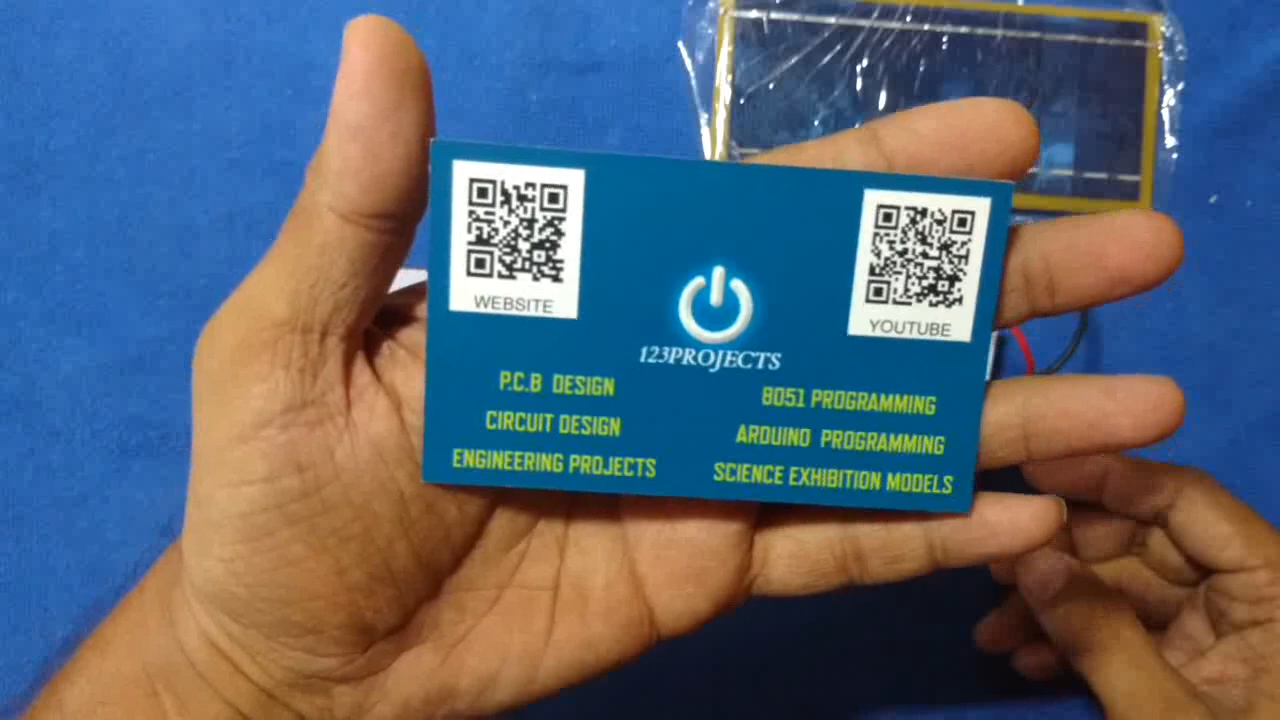 WEBSITE
YOUTUBE
123PROJECTS
P.C.B DESIGN
CIRCUIT DESIGN
ENGINEERING PROJECTS
8051 PROGRAMMING
ARDUINO PROGRAMMING
SCIENCE EXHIBITION MODELS